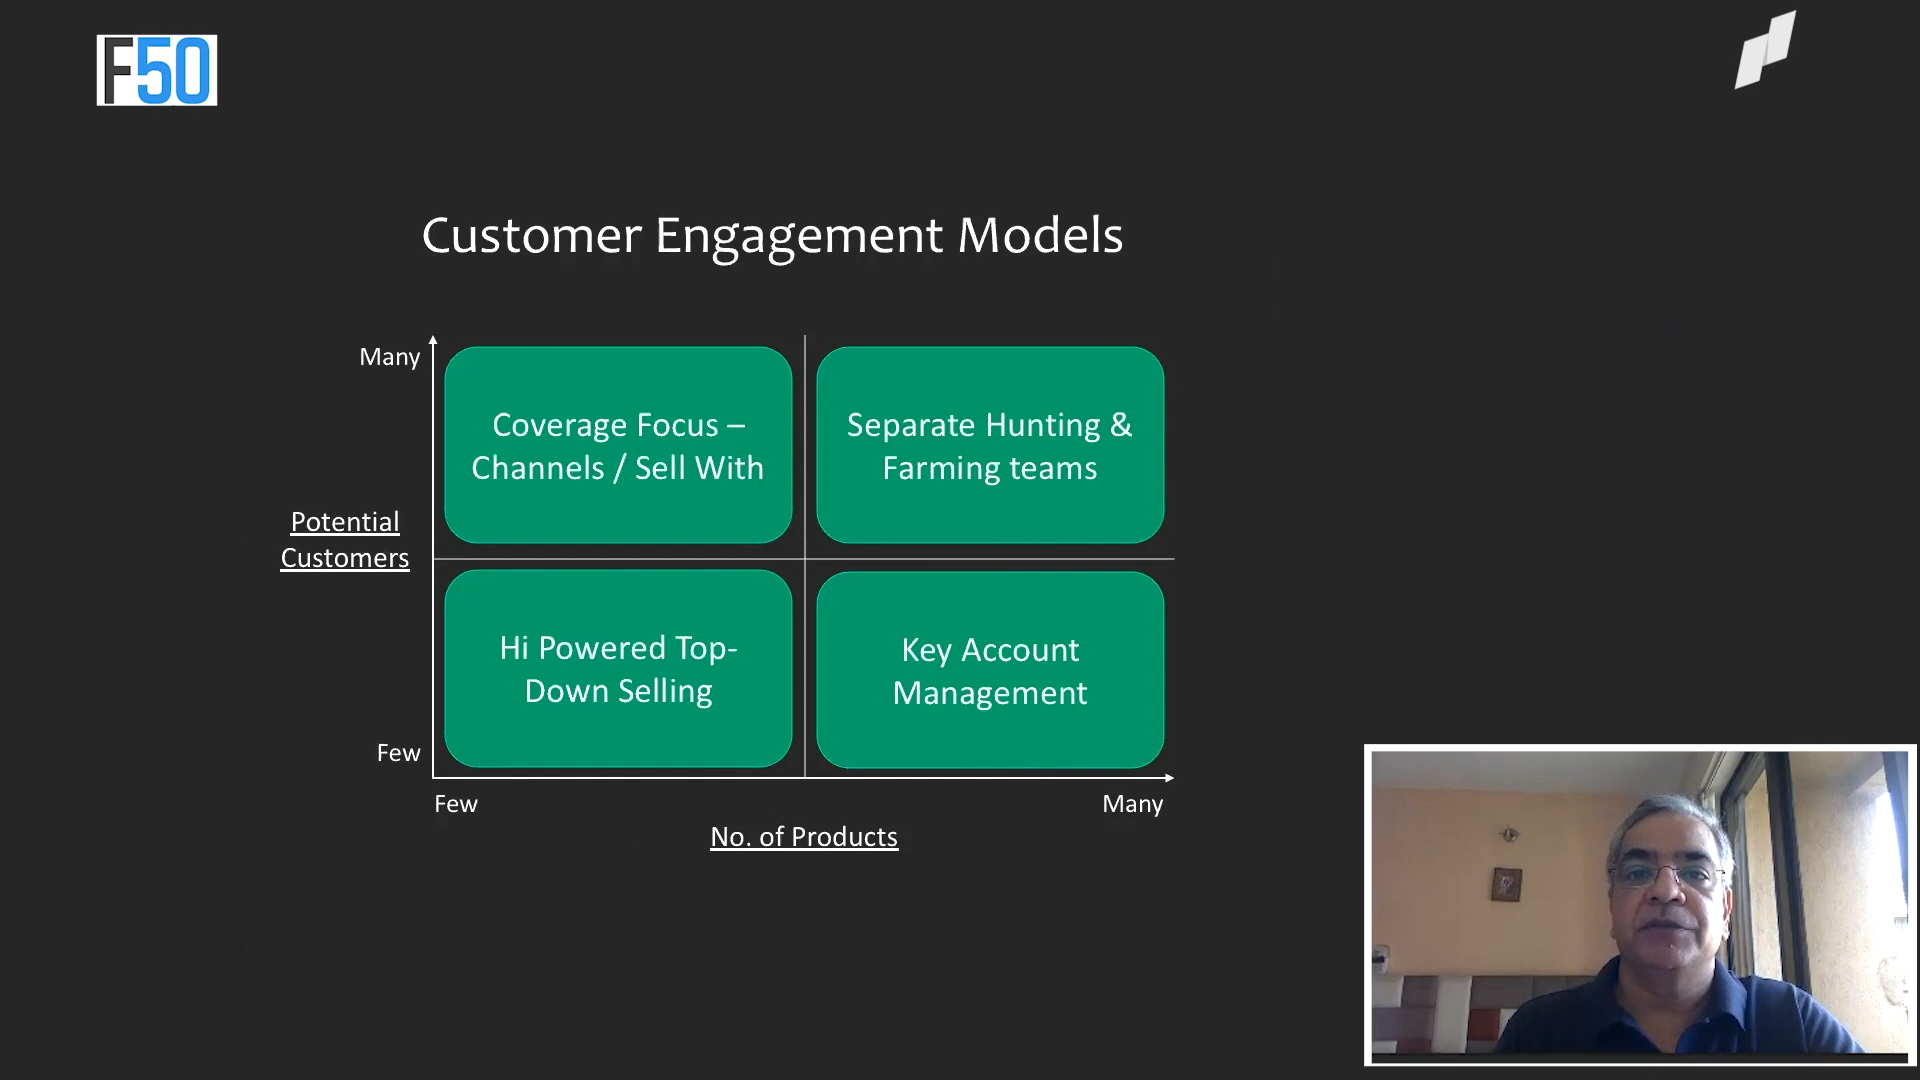 F50
Customer Engagement Models
Many
Coverage Focus –
Channels / Sell With
Separate Hunting &
Farming teams
Potential
Customers
Hi Powered Top-
Down Selling
Key Account
Management
Few
Few
Many
No. of Products